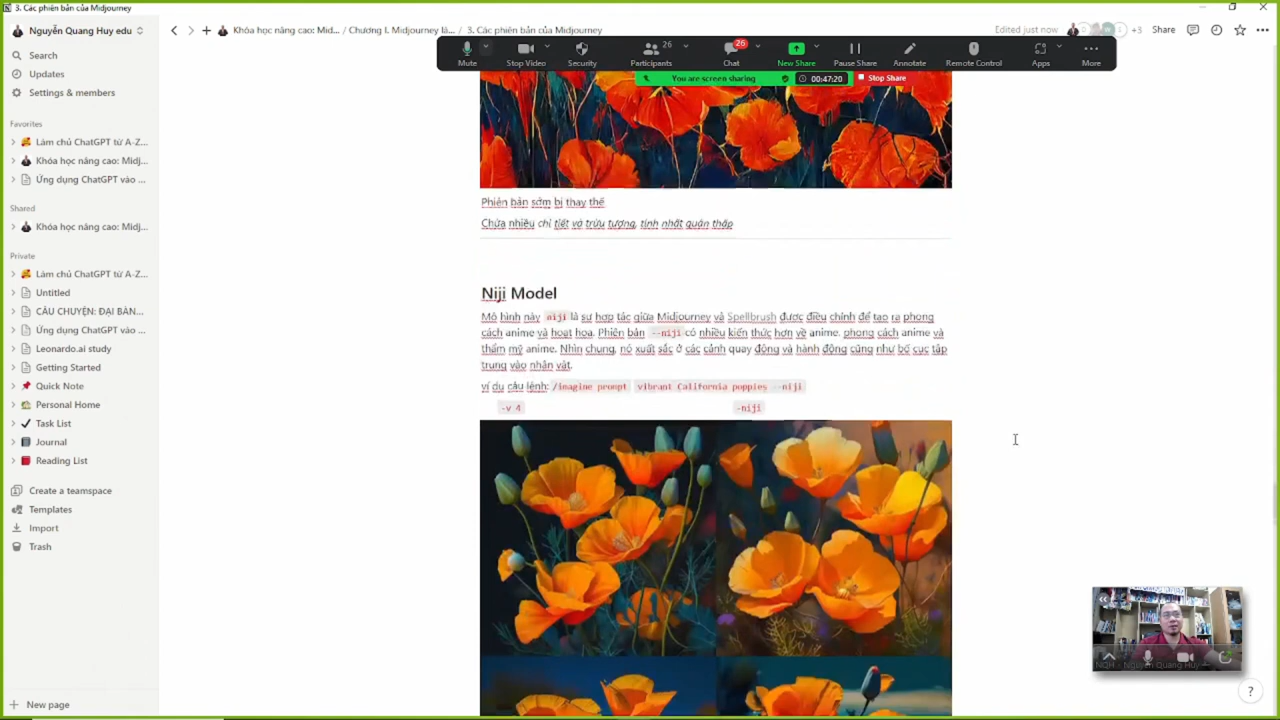 3. Các phiên bản của Midjourney
Nguyễn Quang Huy edu
Khóa học nâng cao: Mid... / Chương I. Midjourney là... / 3. Các phiên bản của Midjourney
Edited just now
+3
Share
Search
Updates
Settings & members
Favorites
Làm chủ ChatGPT từ A-Z...
Khóa học nâng cao: Midj...
Ứng dụng ChatGPT vào ...
Shared
Khóa học nâng cao: Midj...
Private
Làm chủ ChatGPT từ A-Z...
Untitled
CÂU CHUYỆN: ĐẠI BÀN...
Ứng dụng ChatGPT vào ...
Leonardo.ai study
Getting Started
Quick Note
Personal Home
Task List
Journal
Reading List
Create a teamspace
Templates
Import
Trash
New page
Mute
Stop Video
Security
Participants
26
Chat
26
New Share
Pause Share
Annotate
Remote Control
Apps
More
You are screen sharing
00:47:20
Stop Share
Phiên bản sớm bị thay thế
Chứa nhiều chi tiết và trừu tượng, tính nhất quán thấp
Niji Model
Mô hình này niji là sự hợp tác giữa Midjourney và Spellbrush được điều chỉnh để tạo ra phong
cách anime và hoạt họa. Phiên bản --niji có nhiều kiến thức hơn về anime, phong cách anime và
thẩm mỹ anime. Nhìn chung, nó xuất sắc ở các cảnh quay động và hành động cũng như bố cục tập
trung vào nhân vật.
ví dụ câu lệnh: /imagine prompt vibrant California poppies --niji
-v 4
-niji
NQH - Nguyễn Quang Huy
?